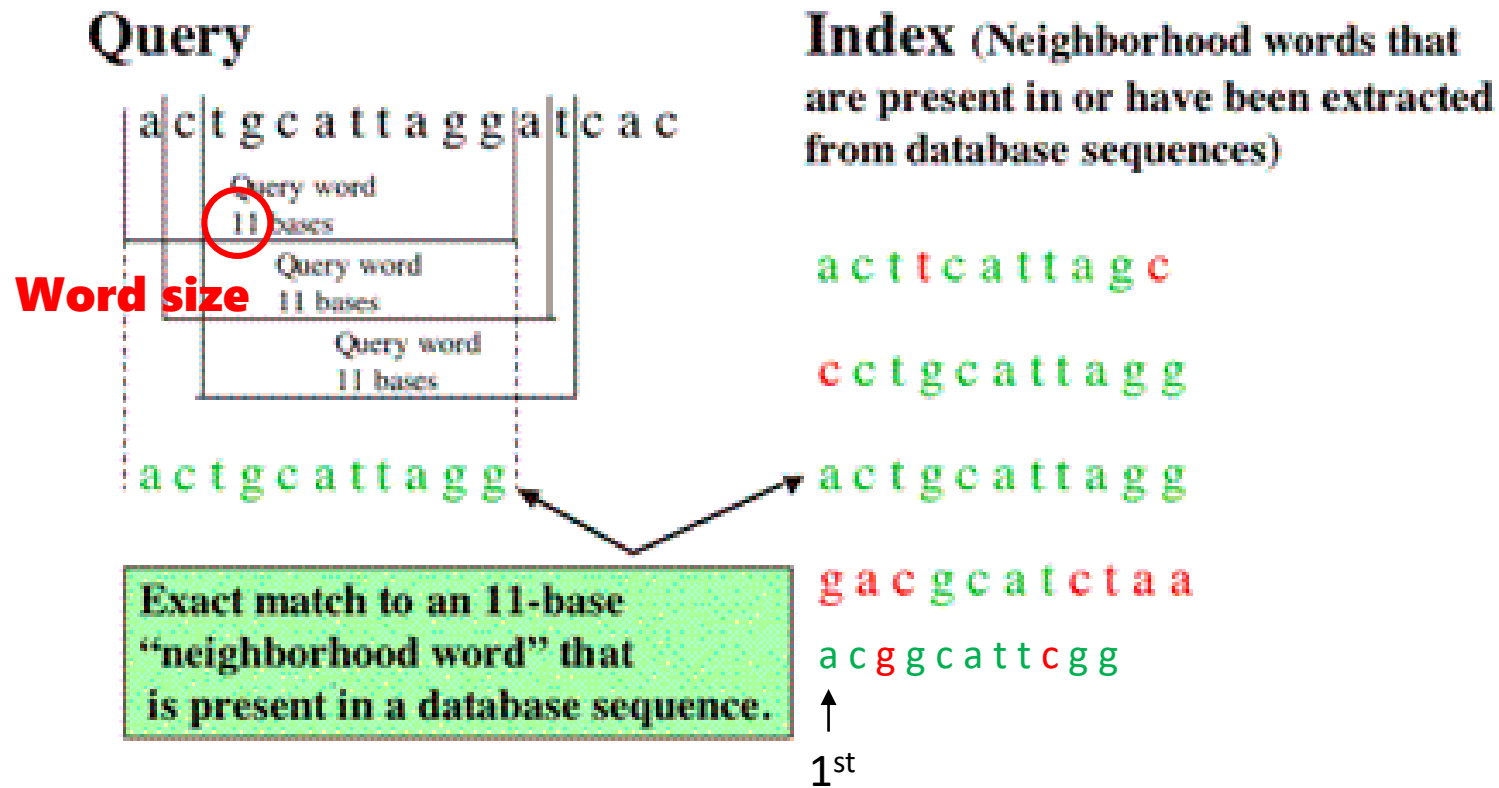 Query
a c t g c a t t a g g a t c a c
Query word
11 bases
Query word
11 bases
Query word
11 bases
Word size
a c t g c a t t a g g
Exact match to an 11-base
“neighborhood word” that
is present in a database sequence.
Index (Neighborhood words that
are present in or have been extracted
from database sequences)
a c t t c a t t a g c
c c t g c a t t a g g
a c t g c a t t a g g
g a c g c a t c t a a
a c g g c a t t c g g
1st